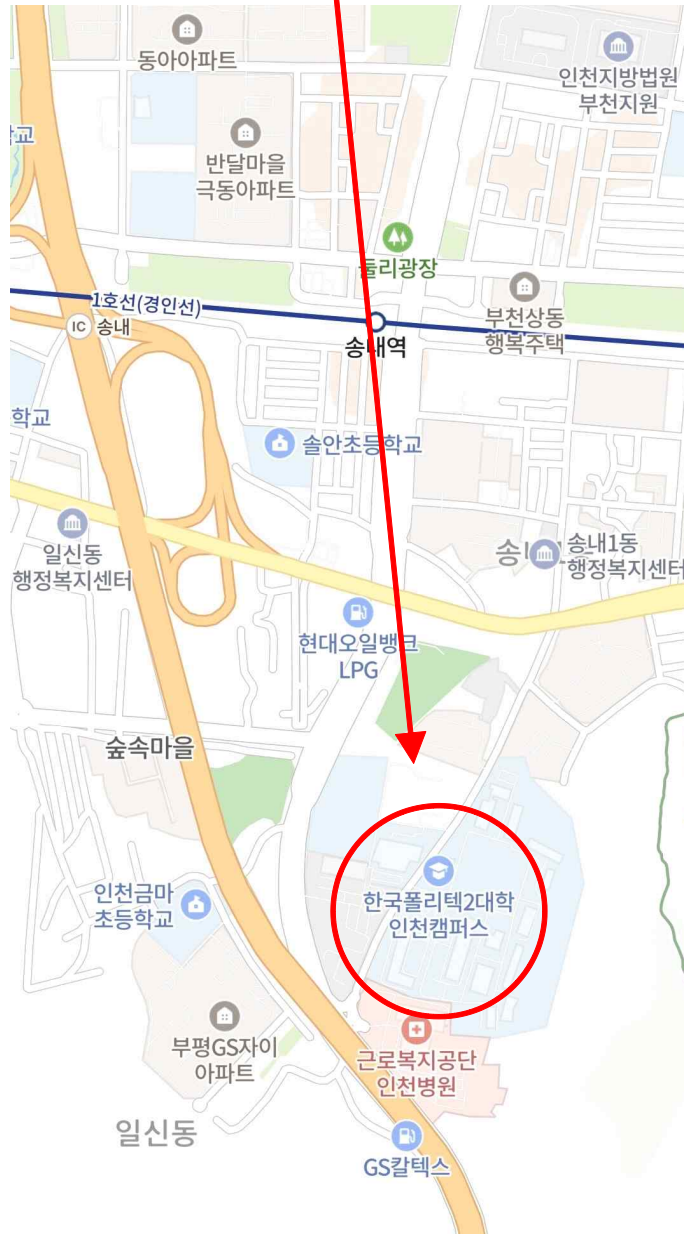 동아아파트
인천지방법원
부천지원
학교
반달마을
극동아파트
둘리광장
1호선(경인선)
IC 송내
송내역
부천상동
행복주택
학교
솔안초등학교
일신동
행정복지센터
송내1동
행정복지센터
현대오일뱅크
LPG
숲속마을
한국폴리텍2대학
인천캠퍼스
인천금마
초등학교
부평GS자이
아파트
근로복지공단
인천병원
일신동
GS칼텍스